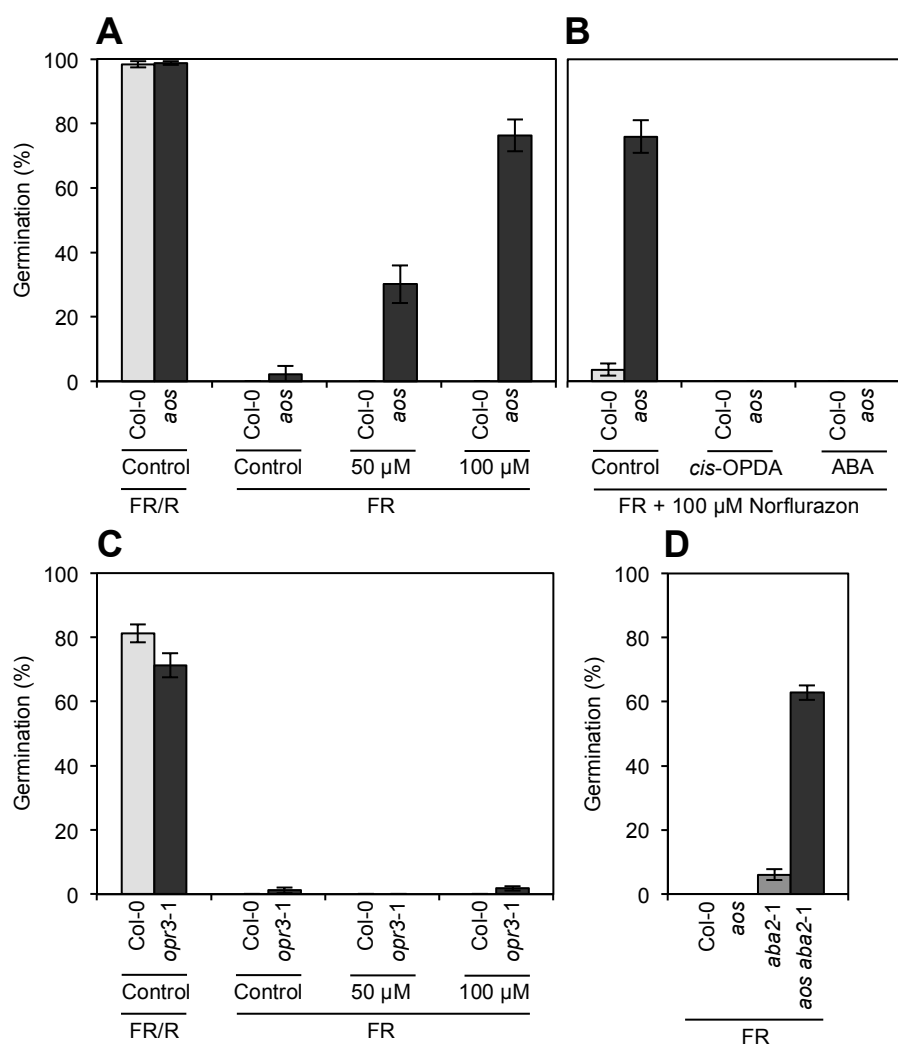 A
B
Germination (%)
100
80
60
40
20
0
Col-0 aos Col-0 aos Col-0 aos Col-0 aos
Control Control 50 µM 100 µM
FR/R FR
Col-0 aos Col-0 aos Col-0 aos
Control cis-OPDA ABA
FR + 100 µM Norflurazon
C
D
Germination (%)
100
80
60
40
20
0
Col-0 opr3-1 Col-0 opr3-1 Col-0 opr3-1 Col-0 opr3-1
Control Control 50 µM 100 µM
FR/R FR
Germination (%)
100
80
60
40
20
0
Col-0 aos aba2-1 aos aba2-1
FR